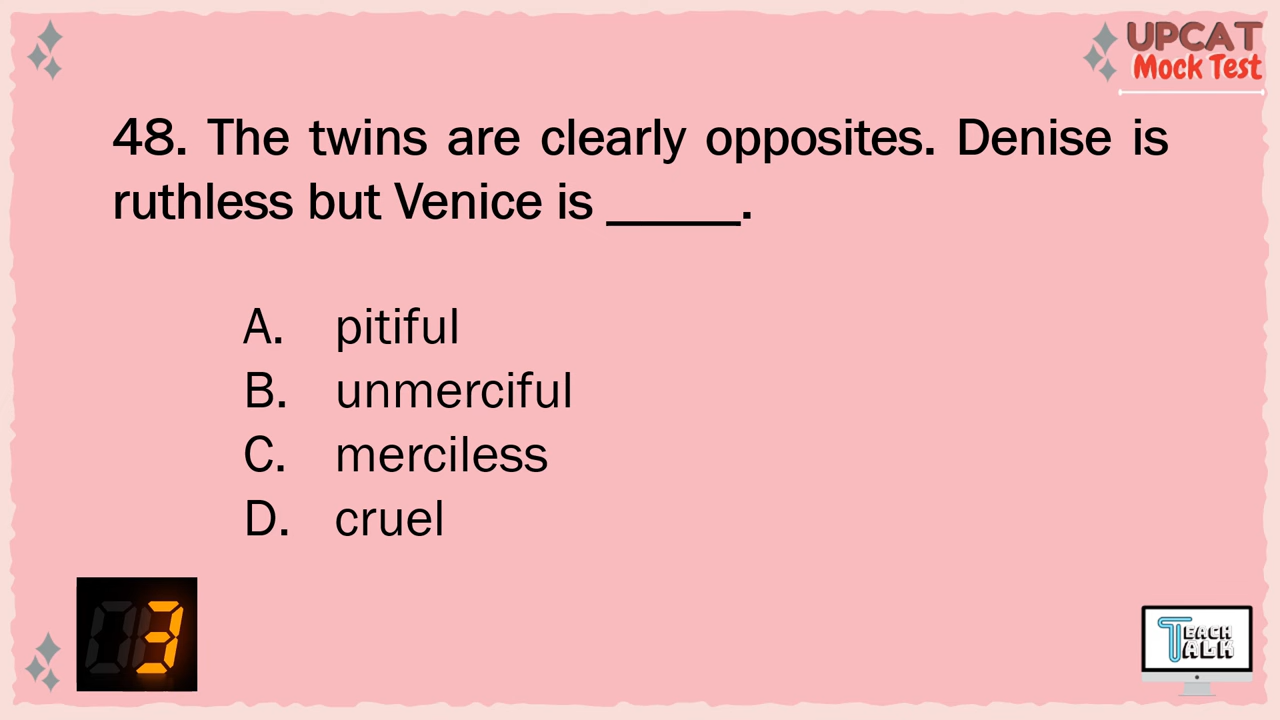 UPCAT
Mock Test
48. The twins are clearly opposites. Denise is
ruthless but Venice is _____.
A. pitiful
B. unmerciful
C. merciless
D. cruel
3
TEACH
TALK